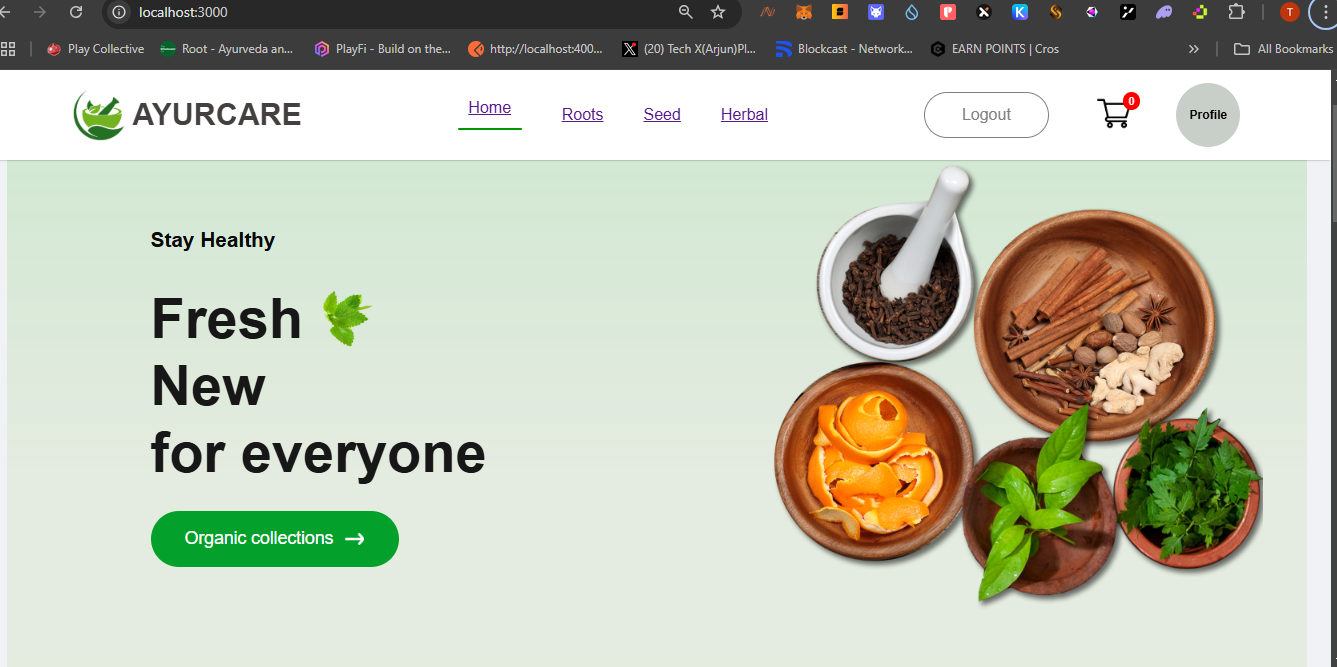 localhost:3000
Play Collective
Root - Ayurveda an...
PlayFi - Build on the...
http://localhost:400...
(20) Tech X(Arjun)Pl...
Blockcast - Network...
EARN POINTS | Cros
»
All Bookmarks
T
AYURCARE
Home
Roots
Seed
Herbal
Logout
0
Profile
Stay Healthy
Fresh
New
for everyone
Organic collections →